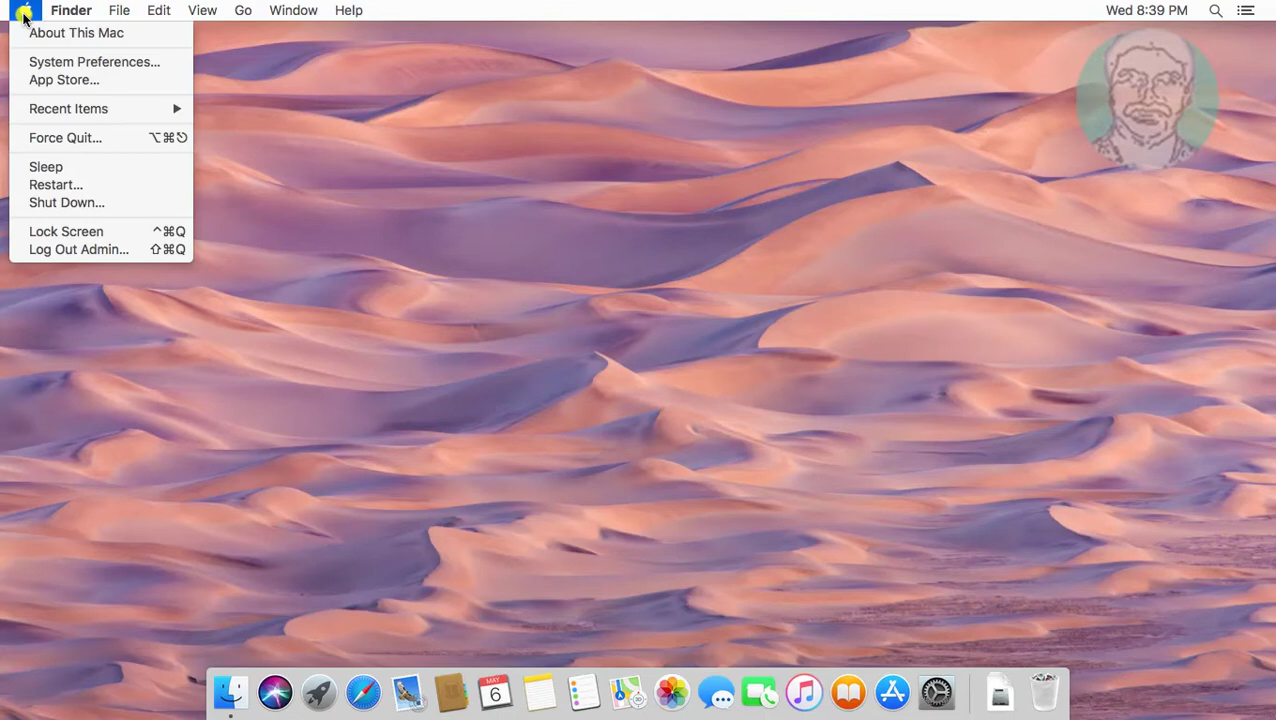 Finder File Edit View Go Window Help Wed 8:39 PM
About This Mac
System Preferences...
App Store...
Recent Items
Force Quit... ⌥⌘⎋
Sleep
Restart...
Shut Down...
Lock Screen ^⌘Q
Log Out Admin... ⇧⌘Q
MAY
6